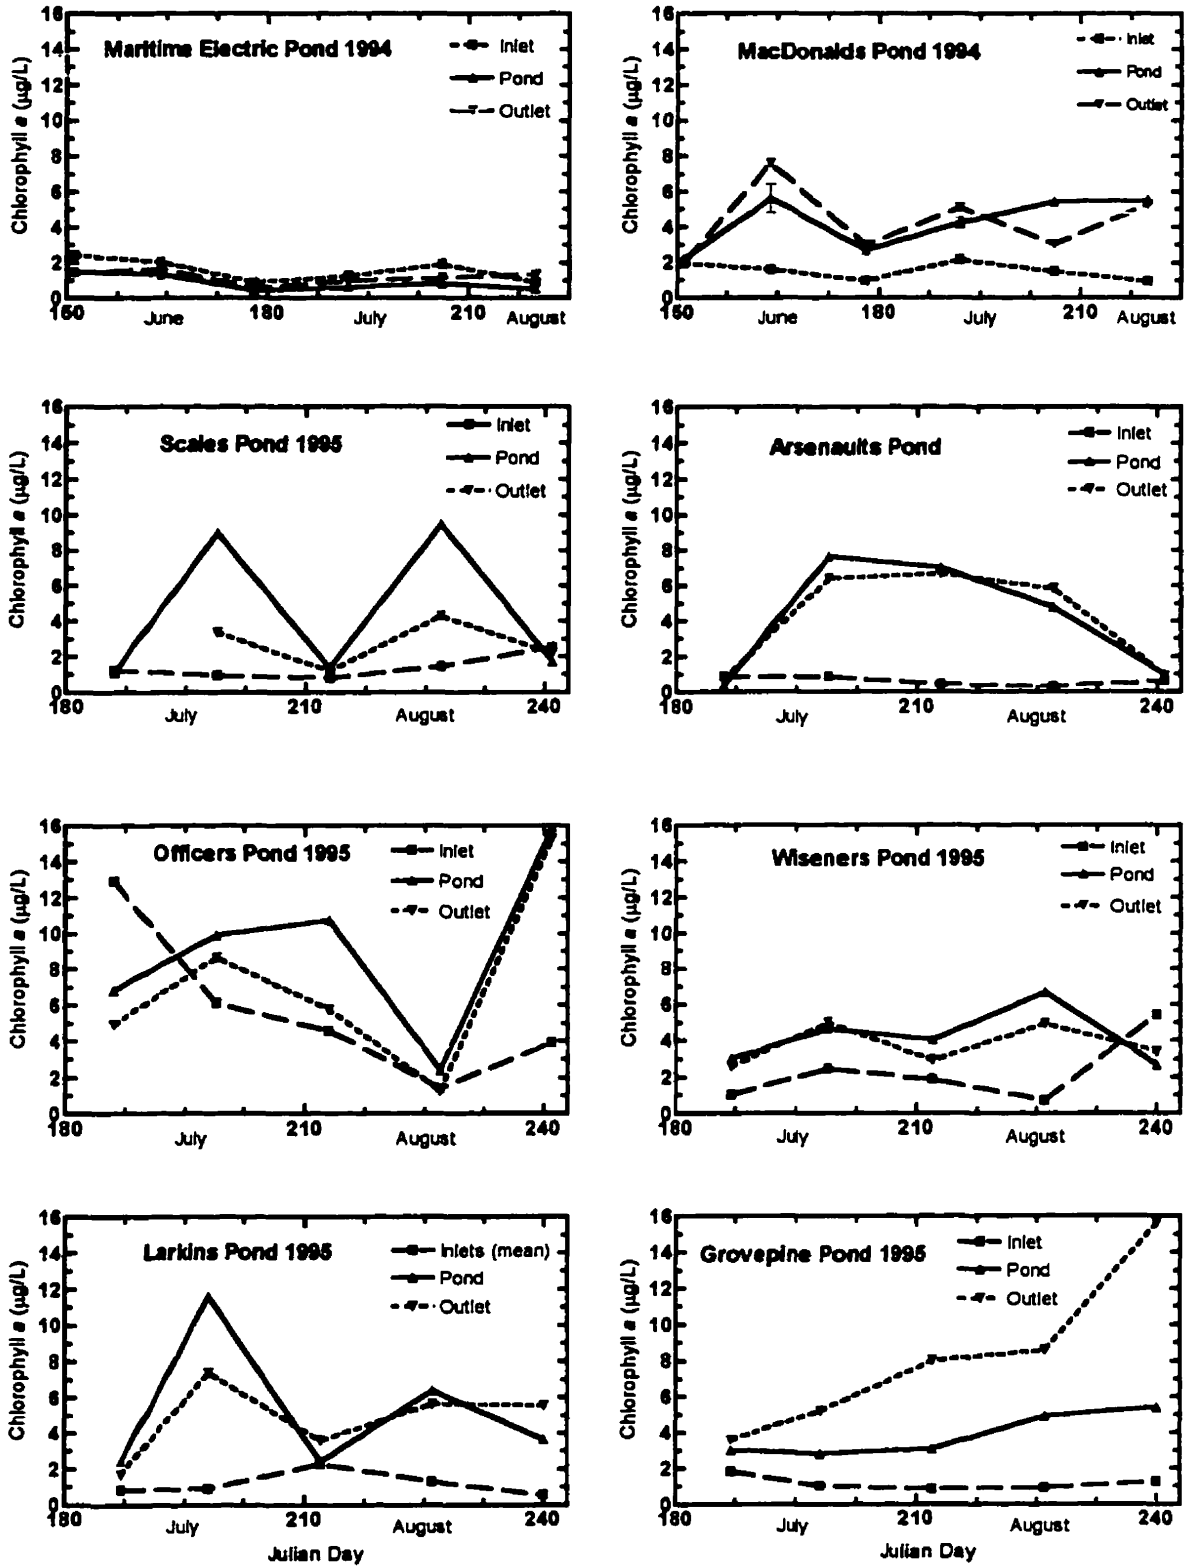 Maritime Electric Pond 1994
Inlet
Pond
Outlet
Chlorophyll a (µg/L)
16
14
12
10
8
6
4
2
0
150 180 210
June July August
MacDonalds Pond 1994
Inlet
Pond
Outlet
Chlorophyll a (µg/L)
16
14
12
10
8
6
4
2
0
150 180 210
June July August
Scales Pond 1995
Inlet
Pond
Outlet
Chlorophyll a (µg/L)
16
14
12
10
8
6
4
2
0
180 210 240
July August
Arsenaults Pond
Inlet
Pond
Outlet
Chlorophyll a (µg/L)
16
14
12
10
8
6
4
2
0
180 210 240
July August
Officers Pond 1995
Inlet
Pond
Outlet
Chlorophyll a (µg/L)
16
14
12
10
8
6
4
2
0
180 210 240
July August
Wiseners Pond 1995
Inlet
Pond
Outlet
Chlorophyll a (µg/L)
16
14
12
10
8
6
4
2
0
180 210 240
July August
Larkins Pond 1995
Inlets (mean)
Pond
Outlet
Chlorophyll a (µg/L)
16
14
12
10
8
6
4
2
0
180 210 240
July August
Julian Day
Grovepine Pond 1995
Inlet
Pond
Outlet
Chlorophyll a (µg/L)
16
14
12
10
8
6
4
2
0
180 210 240
July August
Julian Day